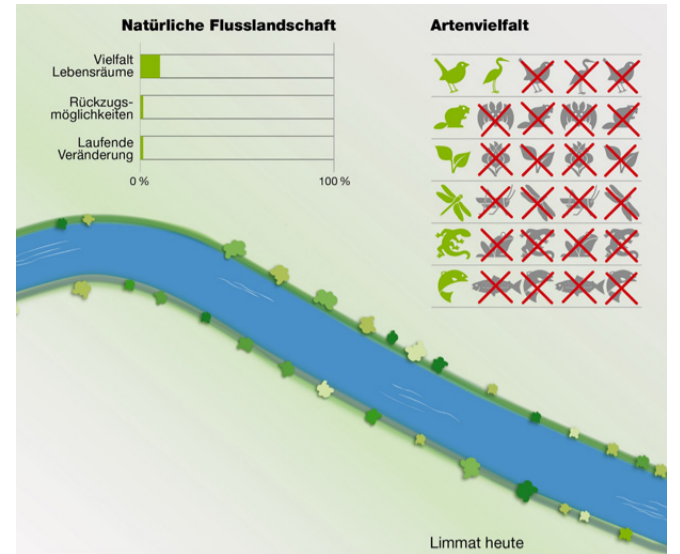 Natürliche Flusslandschaft
Vielfalt
Lebensräume
Rückzugs-
möglichkeiten
Laufende
Veränderung
0 %
100 %
Artenvielfalt
Limmat heute